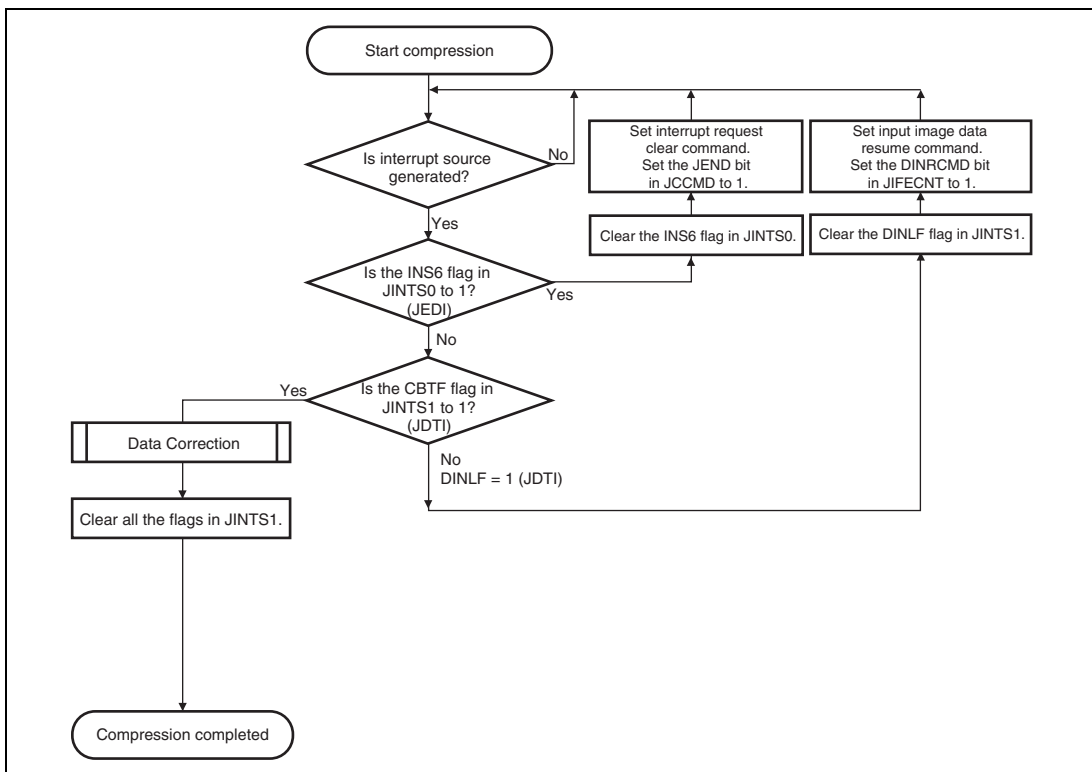 Start compression
Is interrupt source
generated?
No
Yes
Set interrupt request
clear command.
Set the JEND bit
in JCCMD to 1.
Set input image data
resume command.
Set the DINRCMD bit
in JIFECNT to 1.
Clear the INS6 flag in JINTS0.
Clear the DINLF flag in JINTS1.
Is the INS6 flag in
JINTS0 to 1?
(JEDI)
Yes
No
Is the CBTF flag in
JINTS1 to 1?
(JDTI)
Yes
No
DINLF = 1 (JDTI)
Data Correction
Clear all the flags in JINTS1.
Compression completed